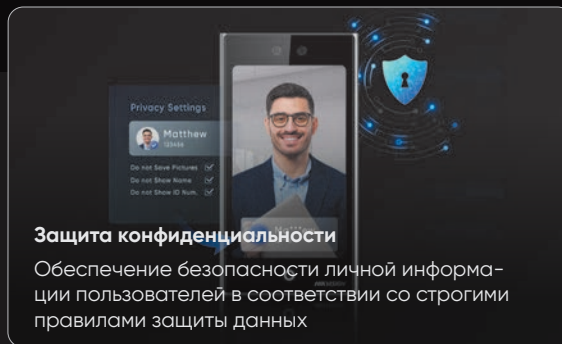 Privacy Settings
Matthew
123456
Do not Save Pictures
Do not Show Name
Do not Show ID Num.
Защита конфиденциальности
Обеспечение безопасности личной информа-
ции пользователей в соответствии со строгими
правилами защиты данных